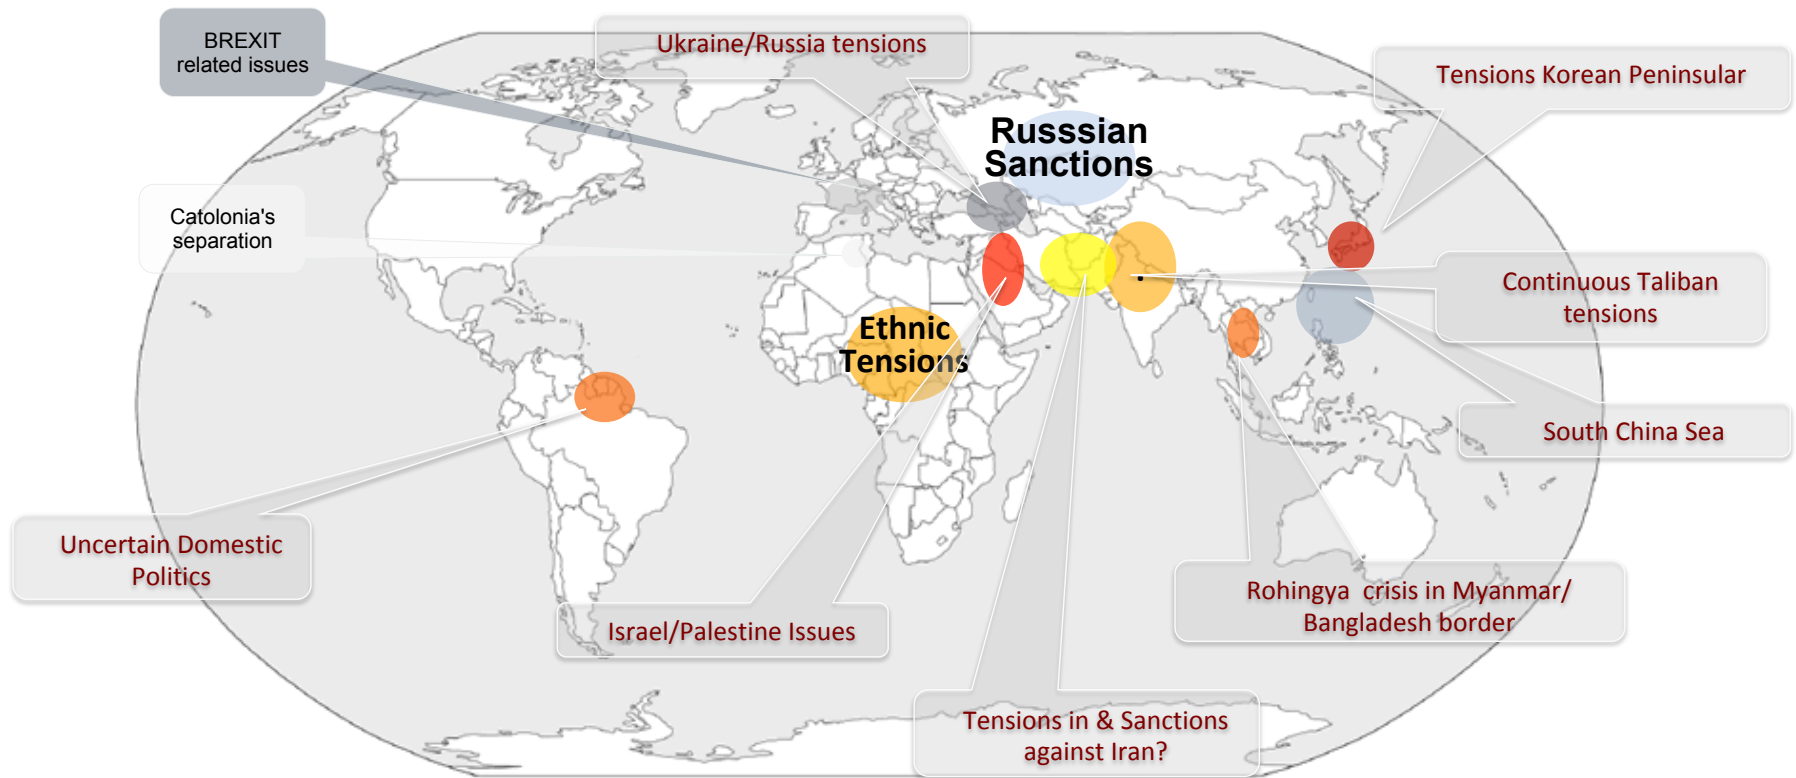 BREXIT
related issues
Ukraine/Russia tensions
Tensions Korean Peninsular
Russsian
Sanctions
Catolonia's
separation
Continuous Taliban
tensions
Ethnic
Tensions
South China Sea
Uncertain Domestic
Politics
Israel/Palestine Issues
Rohingya  crisis in Myanmar/
Bangladesh border
Tensions in & Sanctions
against Iran?